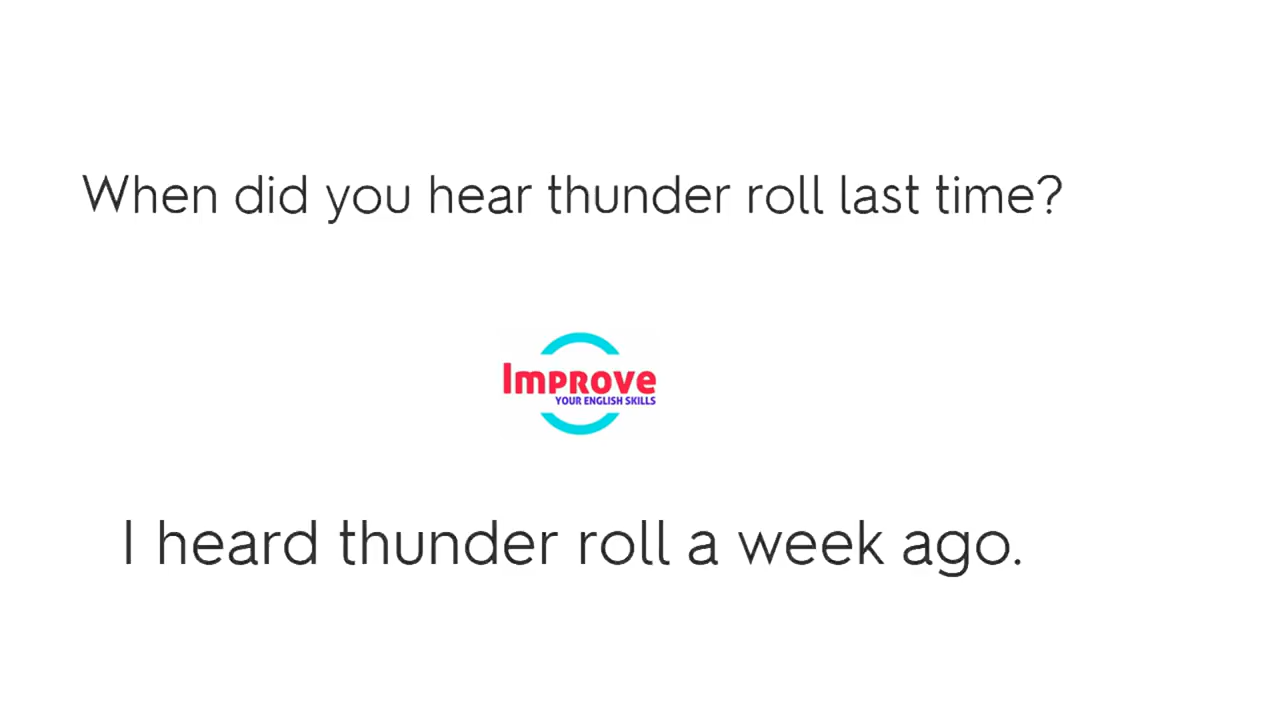 When did you hear thunder roll last time?
Improve
YOUR ENGLISH SKILLS
I heard thunder roll a week ago.